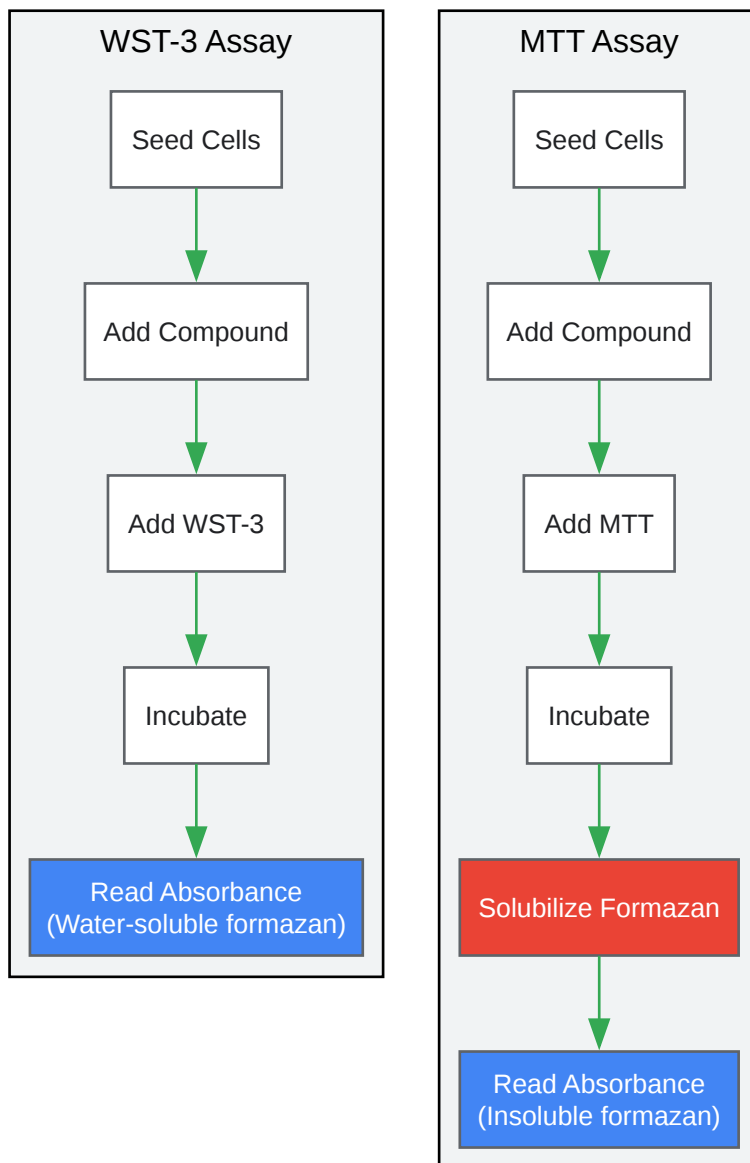 WST-3 Assay
Seed Cells
Add Compound
Add WST-3
Incubate
Read Absorbance
(Water-soluble formazan)
MTT Assay
Seed Cells
Add Compound
Add MTT
Incubate
Solubilize Formazan
Read Absorbance
(Insoluble formazan)